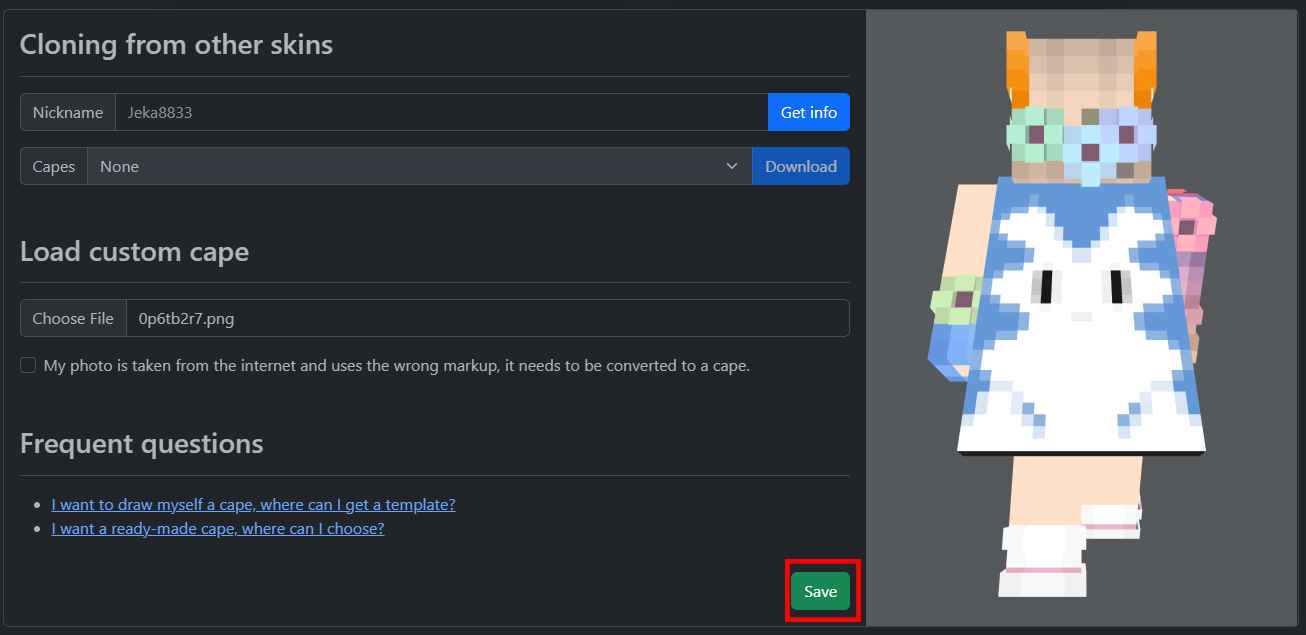 Cloning from other skins
Nickname Jeka8833 Get info
Capes None Download
Load custom cape
Choose File 0p6tb2r7.png
My photo is taken from the internet and uses the wrong markup, it needs to be converted to a cape.
Frequent questions
I want to draw myself a cape, where can I get a template?
I want a ready-made cape, where can I choose?
Save